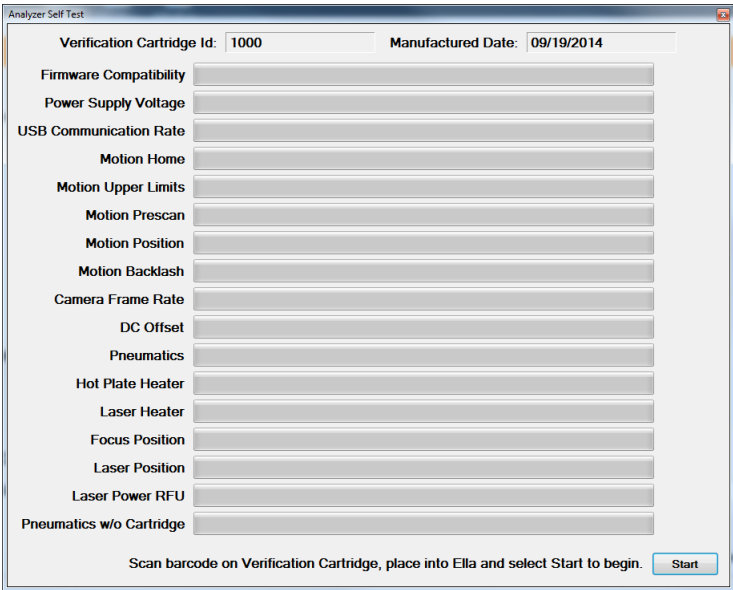 Analyzer Self Test
Verification Cartridge Id: 1000 Manufactured Date: 09/19/2014
Firmware Compatibility
Power Supply Voltage
USB Communication Rate
Motion Home
Motion Upper Limits
Motion Prescan
Motion Position
Motion Backlash
Camera Frame Rate
DC Offset
Pneumatics
Hot Plate Heater
Laser Heater
Focus Position
Laser Position
Laser Power RFU
Pneumatics w/o Cartridge
Scan barcode on Verification Cartridge, place into Ella and select Start to begin. Start